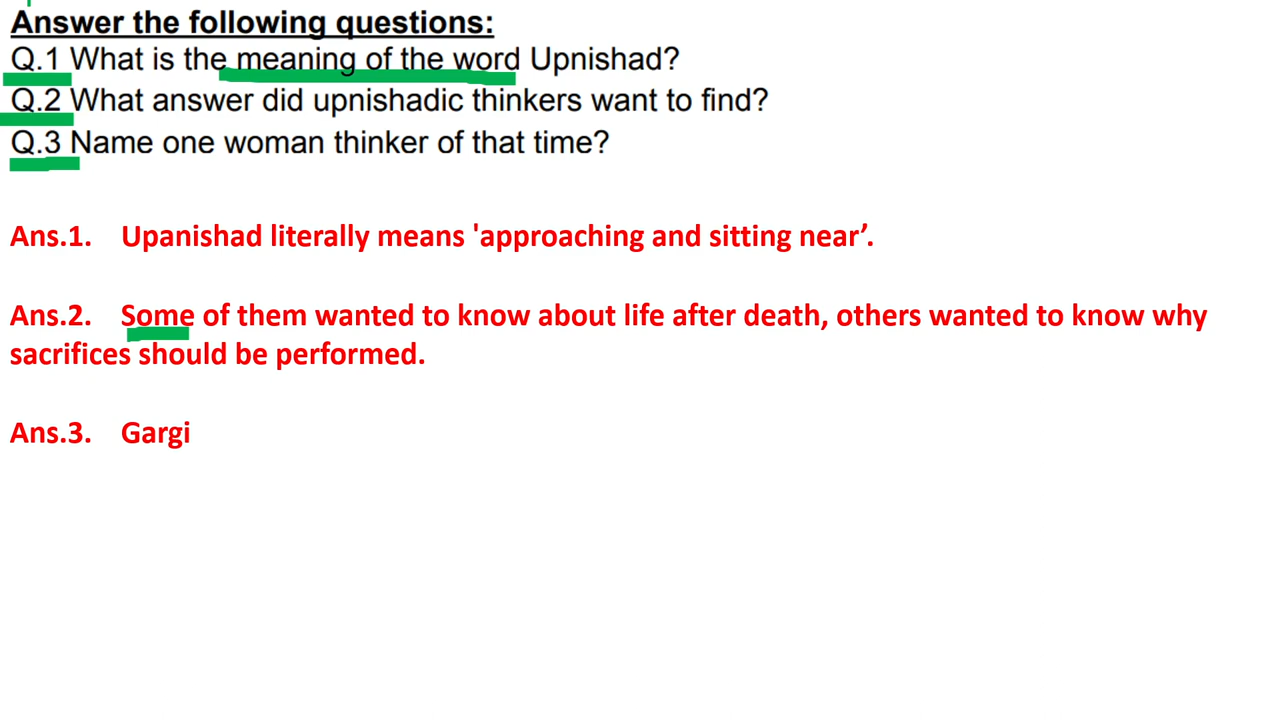 Answer the following questions:
Q.1 What is the meaning of the word Upnishad?
Q.2 What answer did upnishadic thinkers want to find?
Q.3 Name one woman thinker of that time?
Ans.1. Upanishad literally means 'approaching and sitting near’.
Ans.2. Some of them wanted to know about life after death, others wanted to know why
sacrifices should be performed.
Ans.3. Gargi